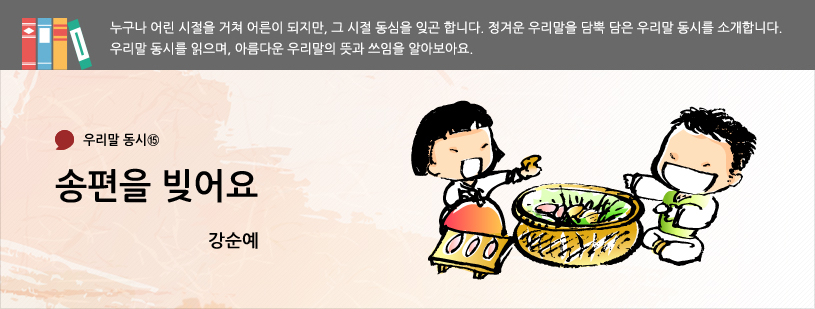 누구나 어린 시절을 거쳐 어른이 되지만, 그 시절 동심을 잊곤 합니다. 정겨운 우리말을 담뿍 담은 우리말 동시를 소개합니다.
우리말 동시를 읽으며, 아름다운 우리말의 뜻과 쓰임을 알아보아요.
우리말 동시⑮
송편을 빚어요
강순예